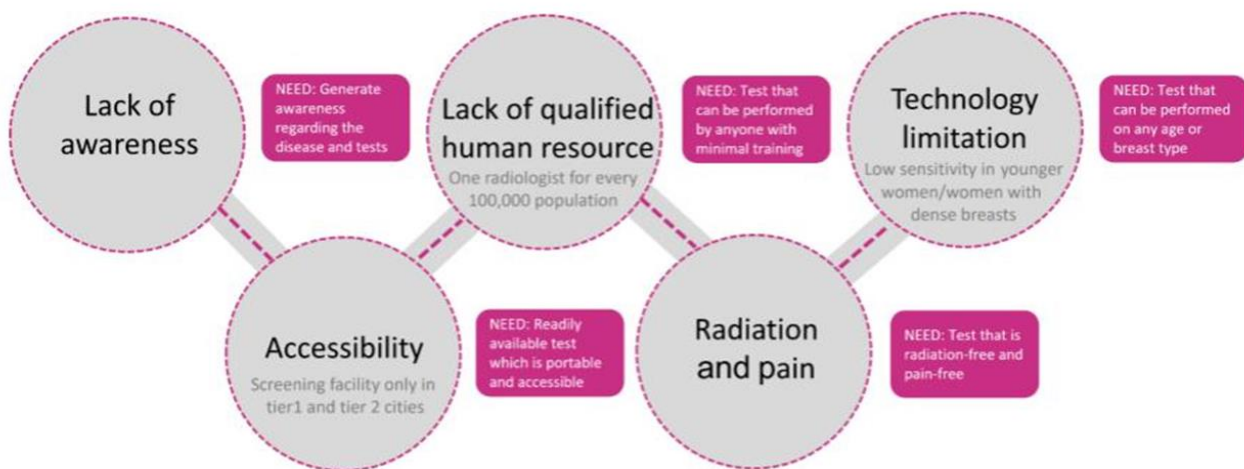 Lack of
awareness
NEED: Generate
awareness
regarding the
disease and tests
Accessibility
Screening facility only in
tier1 and tier 2 cities
NEED: Readily
available test
which is portable
and accessible
Lack of qualified
human resource
One radiologist for every
100,000 population
NEED: Test that
can be performed
by anyone with
minimal training
Radiation
and pain
NEED: Test that is
radiation-free and
pain-free
Technology
limitation
Low sensitivity in younger
women/women with
dense breasts
NEED: Test that
can be performed
on any age or
breast type